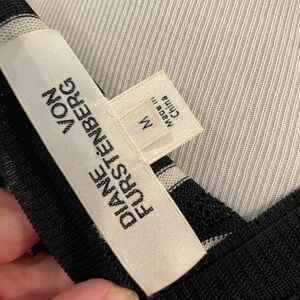 DIANE
VON
FURSTENBERG
M
Made in
China